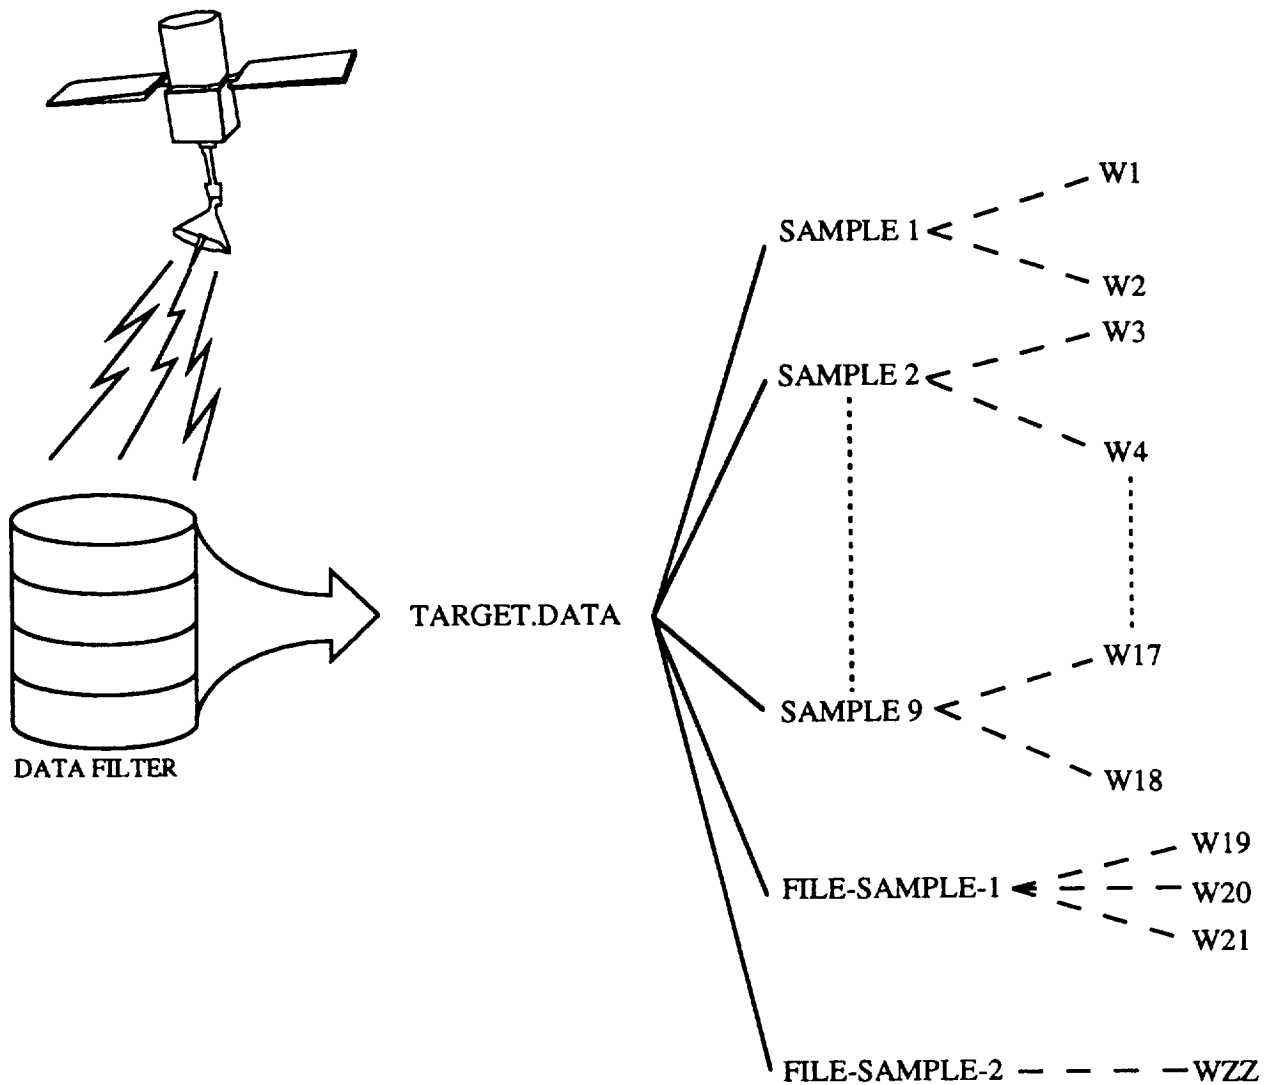 W1
SAMPLE 1
W2
W3
SAMPLE 2
W4
TARGET.DATA
W17
SAMPLE 9
DATA FILTER
W18
W19
FILE-SAMPLE-1
W20
W21
FILE-SAMPLE-2
WZZ